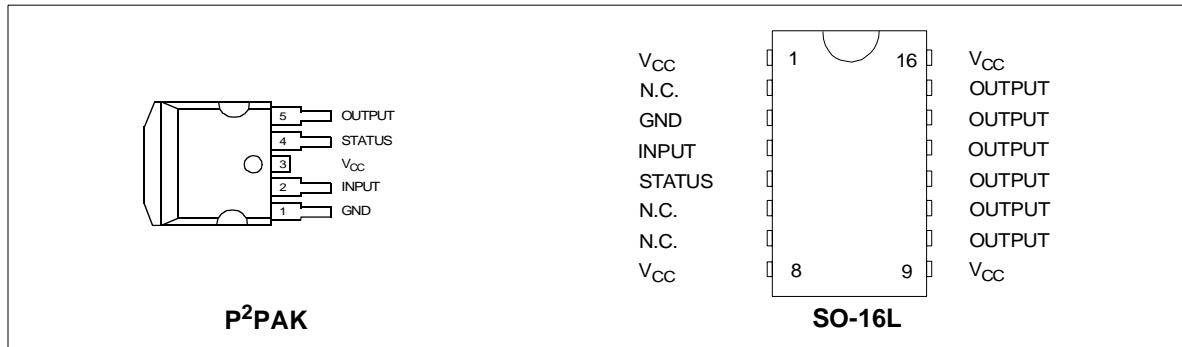 5 OUTPUT
4 STATUS
3 VCC
2 INPUT
1 GND
P²PAK
VCC 1 16 VCC
N.C. OUTPUT
GND OUTPUT
INPUT OUTPUT
STATUS OUTPUT
N.C. OUTPUT
N.C. OUTPUT
VCC 8 9 VCC
SO-16L